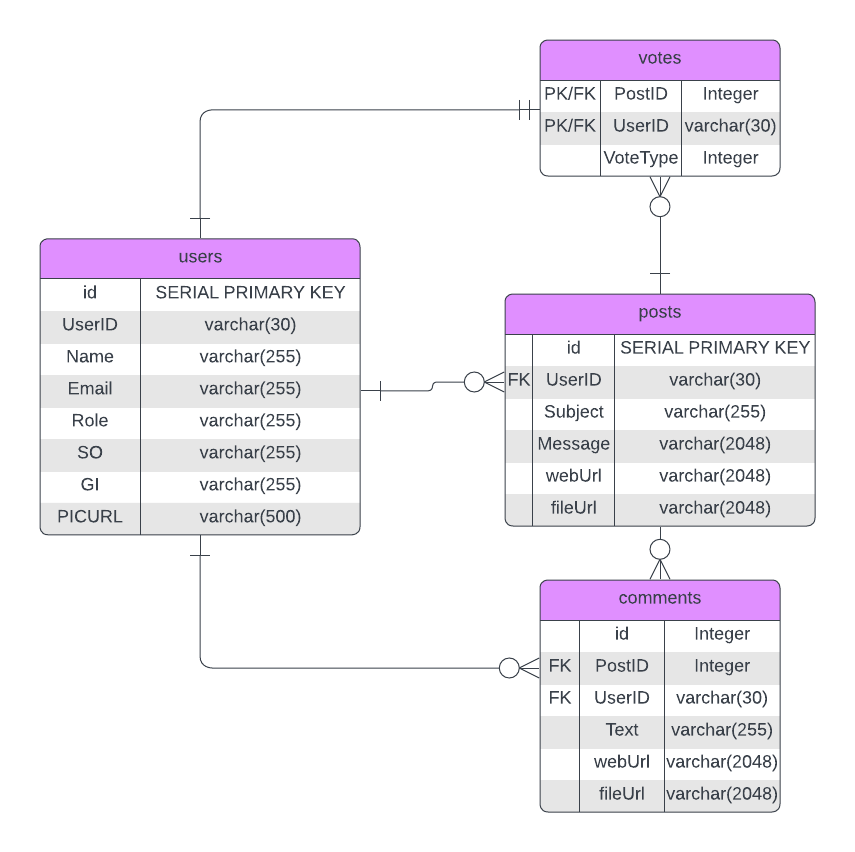 votes
PK/FK PostID Integer
PK/FK UserID varchar(30)
VoteType Integer
users
id SERIAL PRIMARY KEY
UserID varchar(30)
Name varchar(255)
Email varchar(255)
Role varchar(255)
SO varchar(255)
GI varchar(255)
PICURL varchar(500)
posts
id SERIAL PRIMARY KEY
FK UserID varchar(30)
Subject varchar(255)
Message varchar(2048)
webUrl varchar(2048)
fileUrl varchar(2048)
comments
id Integer
FK PostID Integer
FK UserID varchar(30)
Text varchar(255)
webUrl varchar(2048)
fileUrl varchar(2048)